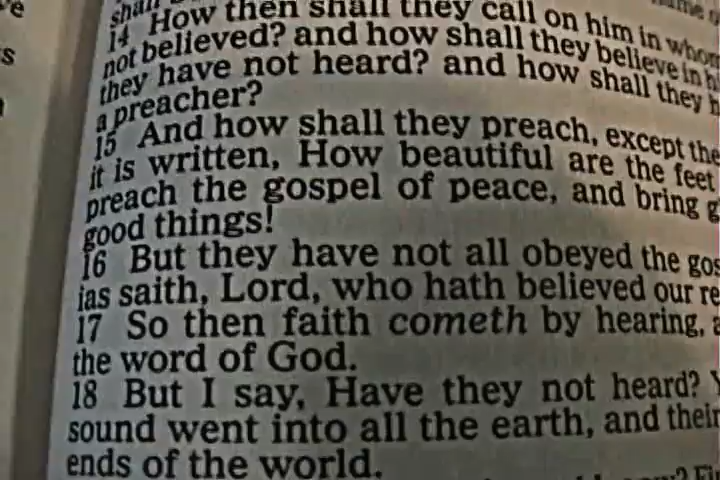 shall
14 How then shall they call on him in whom
not believed? and how shall they believe in
they have not heard? and how shall they
a preacher?
15 And how shall they preach, except the
it is written, How beautiful are the feet
preach the gospel of peace, and bring g
good things!
16 But they have not all obeyed the gos
ias saith, Lord, who hath believed our re
17 So then faith cometh by hearing, a
the word of God.
18 But I say, Have they not heard? Y
sound went into all the earth, and their
ends of the world.